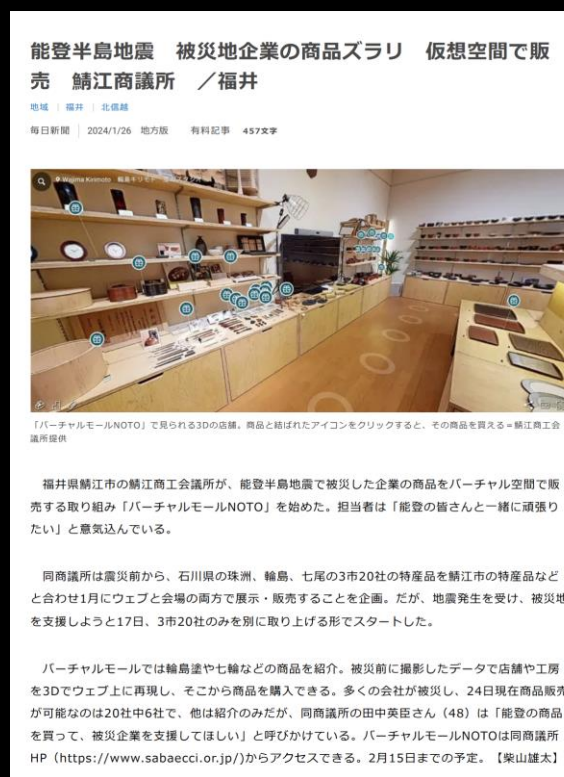 能登半島地震　被災地企業の商品ズラリ　仮想空間で販
売　鯖江商議所　／福井
地域 | 福井 | 北信越
毎日新聞 | 2024/1/26　地方版　有料記事　457文字
Wajima Kirimoto
「バーチャルモールNOTO」で見られる3Dの店舗。商品と結ばれたアイコンをクリックすると、その商品を買える＝鯖江商工会
議所提供
福井県鯖江市の鯖江商工会議所が、能登半島地震で被災した企業の商品をバーチャル空間で販
売する取り組み「バーチャルモールNOTO」を始めた。担当者は「能登の皆さんと一緒に頑張り
たい」と意気込んでいる。
同商議所は震災前から、石川県の珠洲、輪島、七尾の3市20社の特産品を鯖江市の特産品など
と合わせ1月にウェブと会場の両方で展示・販売することを企画。だが、地震発生を受け、被災地
を支援しようと17日、3市20社のみを別に取り上げる形でスタートした。
バーチャルモールでは輪島塗や七輪などの商品を紹介。被災前に撮影したデータで店舗や工房
を3Dでウェブ上に再現し、そこから商品を購入できる。多くの会社が被災し、24日現在商品販売
が可能なのは20社中6社で、他は紹介のみだが、同商議所の田中英臣さん（48）は「能登の商品
を買って、被災企業を支援してほしい」と呼びかけている。バーチャルモールNOTOは同商議所
HP（https://www.sabaecci.or.jp/)からアクセスできる。2月15日までの予定。【柴山雄太】